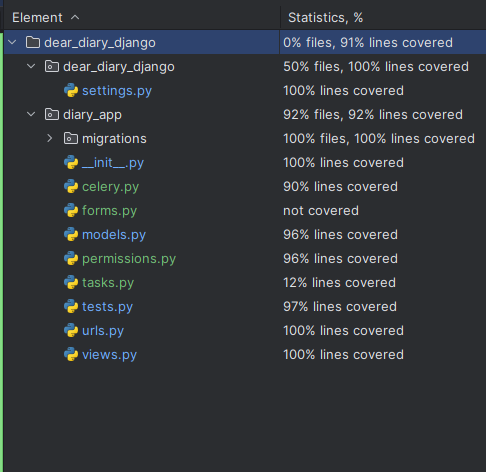 Element Statistics, %
dear_diary_django 0% files, 91% lines covered
dear_diary_django 50% files, 100% lines covered
settings.py 100% lines covered
diary_app 92% files, 92% lines covered
migrations 100% files, 100% lines covered
__init__.py 100% lines covered
celery.py 90% lines covered
forms.py not covered
models.py 96% lines covered
permissions.py 96% lines covered
tasks.py 12% lines covered
tests.py 97% lines covered
urls.py 100% lines covered
views.py 100% lines covered